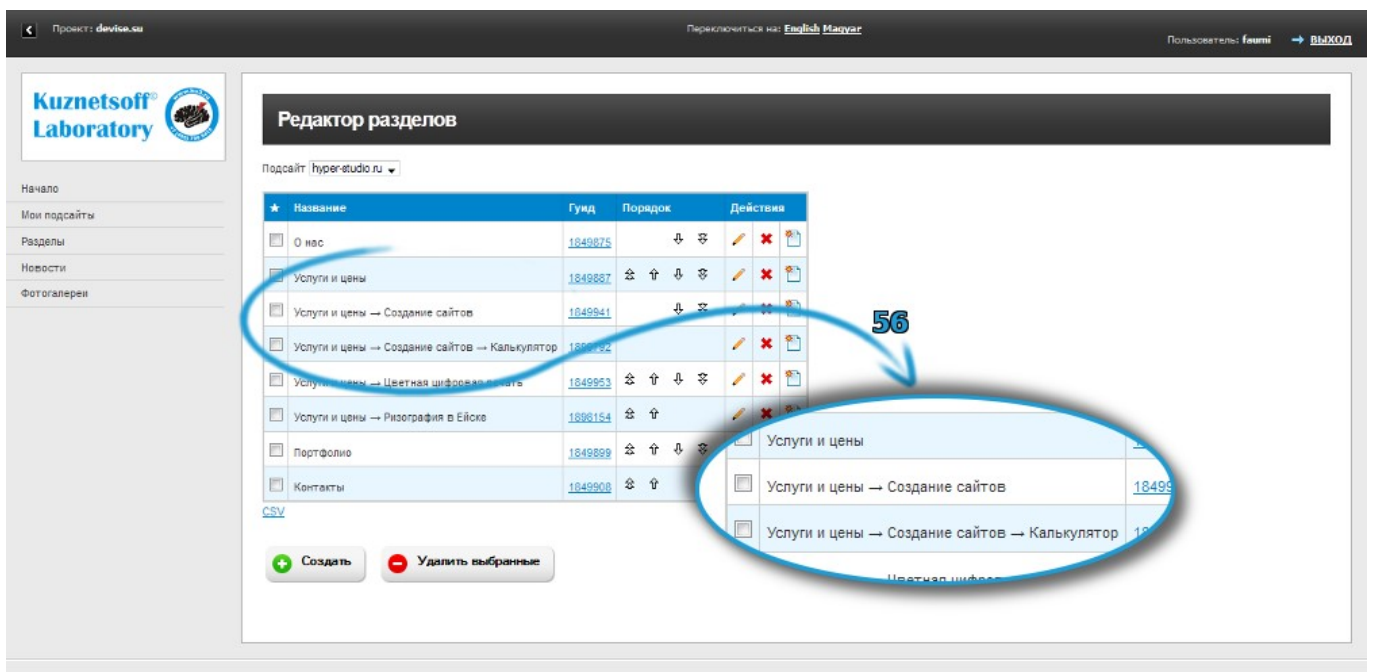 Проект: devise.su
Переключиться на: English Magyar
Пользователь: faumi → ВЫХОД
Kuznetsoff©
Laboratory
Начало
Мои подсайты
Разделы
Новости
Фотогалереи
Редактор разделов
Подсайт hyper-studio.ru
★ Название Гуид Порядок Действия
О нас 1849875
Услуги и цены 1849887
Услуги и цены → Создание сайтов 1849941
Услуги и цены → Создание сайтов → Калькулятор
Услуги и цены → Цветная цифровая печать 1849953
Услуги и цены → Ризография в Ейске 1898154
Портфолио 1849899
Контакты 1849908
CSV
Создать Удалить выбранные
56
Услуги и цены
Услуги и цены → Создание сайтов 18499
Услуги и цены → Создание сайтов → Калькулятор 18